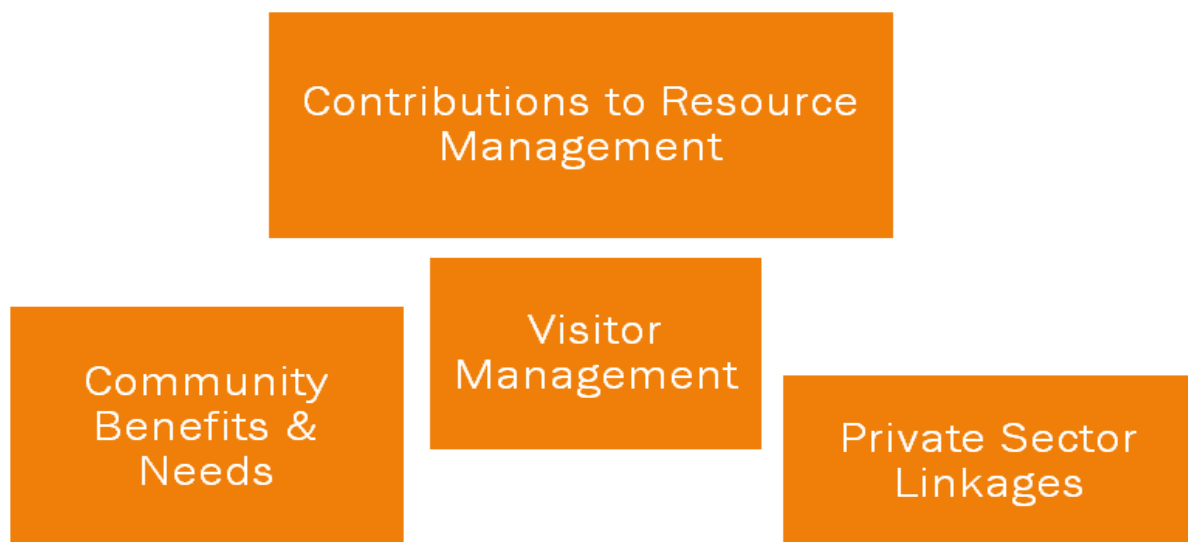 Contributions to Resource
Management
Visitor
Management
Community
Benefits &
Needs
Private Sector
Linkages